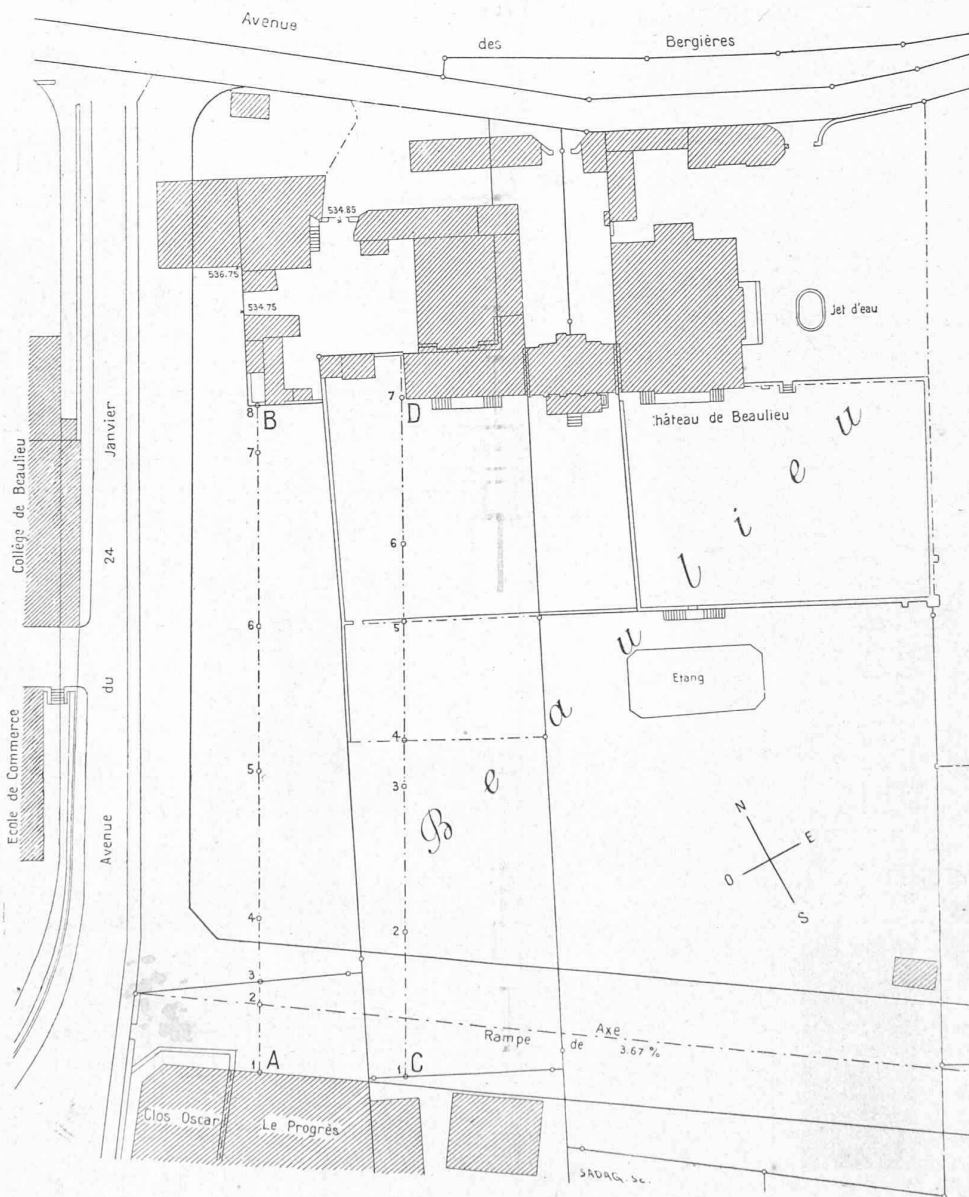 Avenue
des
Bergières
534.85
536.75
534.75
Jet d'eau
8 B
7 D
Château de Beaulieu
7
Collège de Beaulieu
24 Janvier
6
6
5
Etang
Beaulieu
du
4
5
3
Ecole de Commerce
Avenue
N
E
O
S
4
2
3
2
Axe
Rampe de 3.67 %
1 A
1 C
Clos Oscar
Le Progrès
SADAG. Sc.